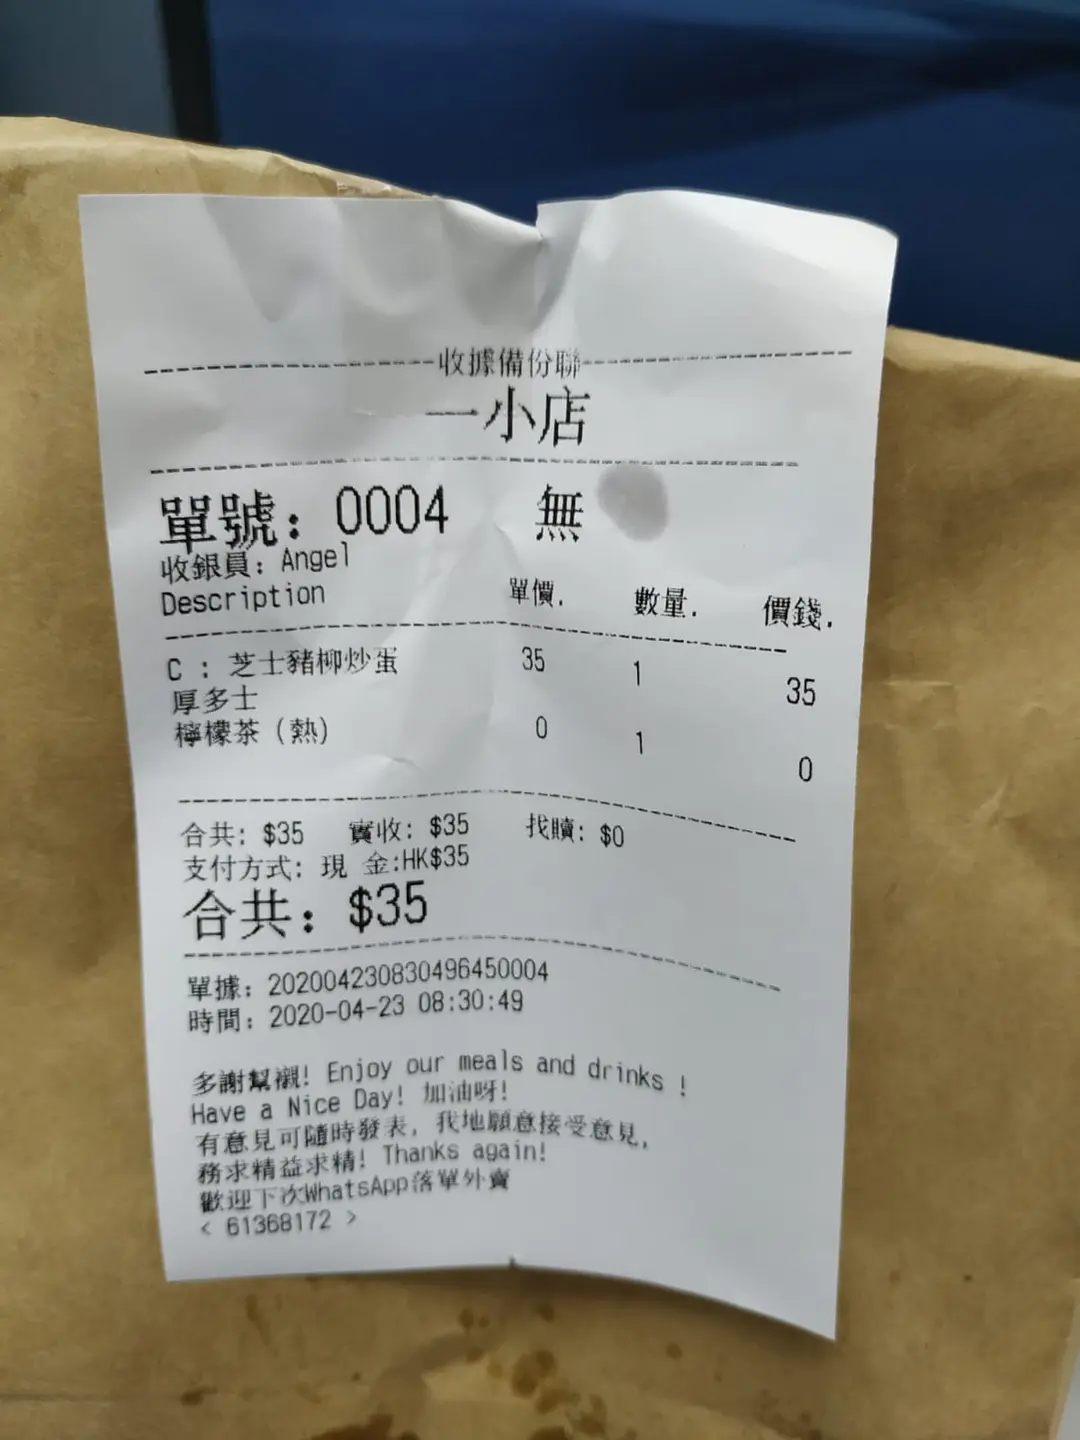 收據備份聯
一小店
單號: 0004 無
收銀員: Angel
Description 單價. 數量. 價錢.
C : 芝士豬柳炒蛋 35 1 35
厚多士
檸檬茶 (熱) 0 1 0
合共: $35 實收: $35 找贖: $0
支付方式: 現 金:HK$35
合共: $35
單據: 202004230830496450004
時間: 2020-04-23 08:30:49
多謝幫襯! Enjoy our meals and drinks !
Have a Nice Day! 加油呀!
有意見可隨時發表, 我地願意接受意見,
務求精益求精! Thanks again!
歡迎下次WhatsApp落單外賣
< 61368172 >